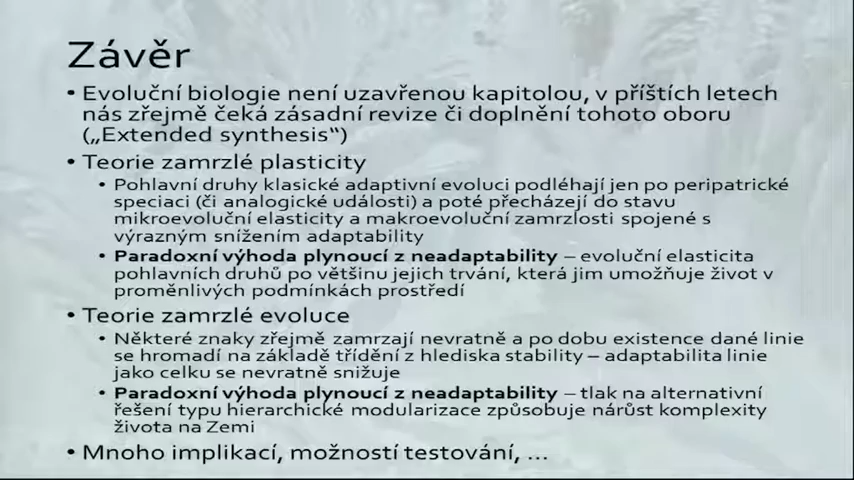 Závěr
• Evoluční biologie není uzavřenou kapitolou, v příštích letech
nás zřejmě čeká zásadní revize či doplnění tohoto oboru
(„Extended synthesis“)
• Teorie zamrzlé plasticity
• Pohlavní druhy klasické adaptivní evoluci podléhají jen po peripatrické
speciaci (či analogické události) a poté přecházejí do stavu
mikroevoluční elasticity a makroevoluční zamrzlosti spojené s
výrazným snížením adaptability
• Paradoxní výhoda plynoucí z neadaptability – evoluční elasticita
pohlavních druhů po většinu jejich trvání, která jim umožňuje život v
proměnlivých podmínkách prostředí
• Teorie zamrzlé evoluce
• Některé znaky zřejmě zamrzají nevratně a po dobu existence dané linie
se hromadí na základě třídění z hlediska stability – adaptabilita linie
jako celku se nevratně snižuje
• Paradoxní výhoda plynoucí z neadaptability – tlak na alternativní
řešení typu hierarchické modularizace způsobuje nárůst komplexity
života na Zemi
• Mnoho implikací, možností testování, ...